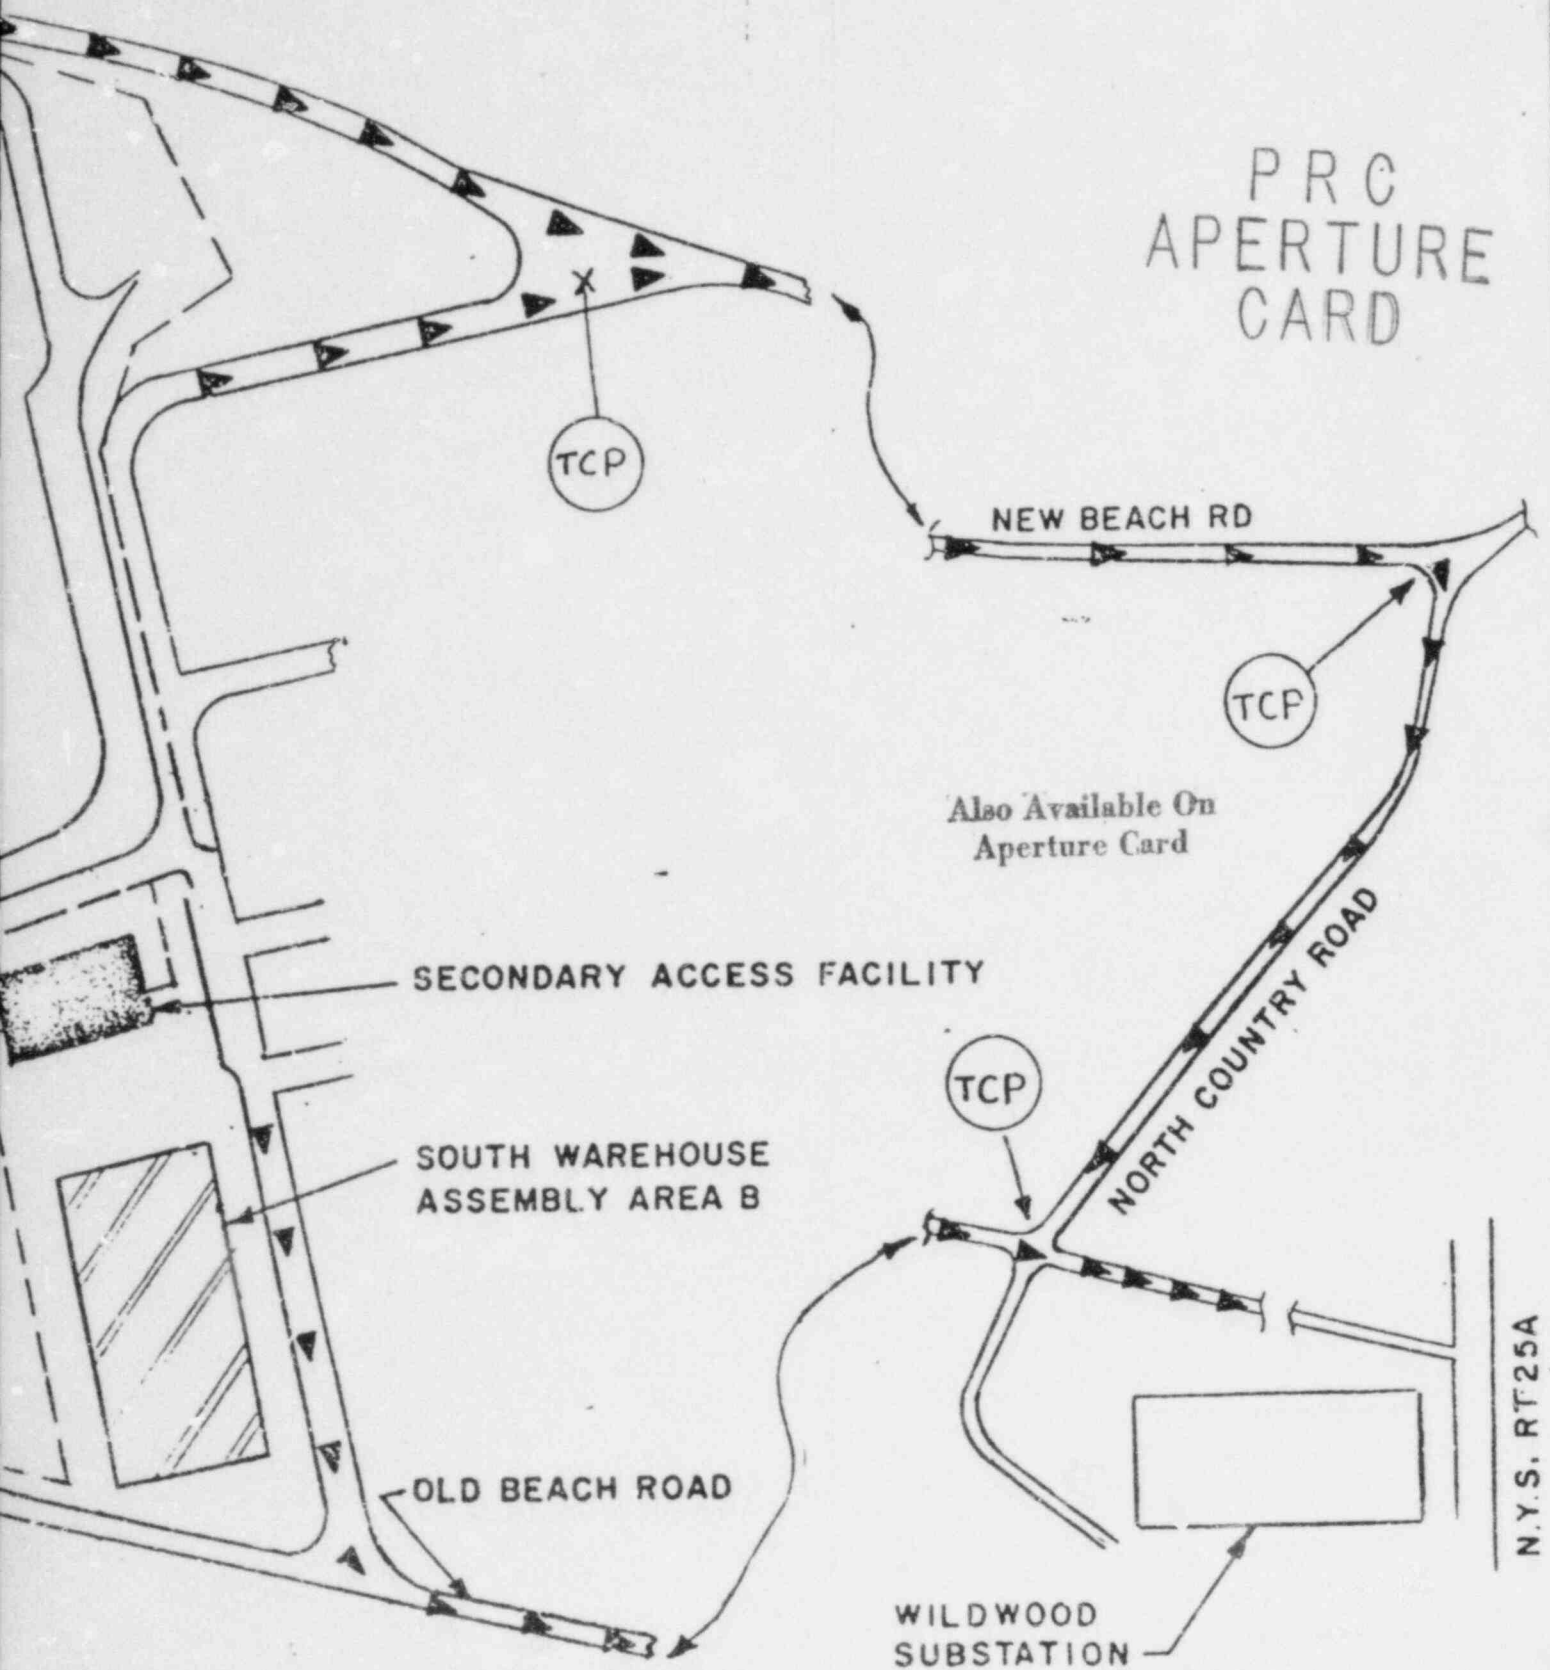 PRC
APERTURE
CARD
TCP
NEW BEACH RD
TCP
Also Available On
Aperture Card
NORTH COUNTRY ROAD
SECONDARY ACCESS FACILITY
TCP
SOUTH WAREHOUSE
ASSEMBLY AREA B
N.Y.S. RT25A
OLD BEACH ROAD
WILDWOOD
SUBSTATION